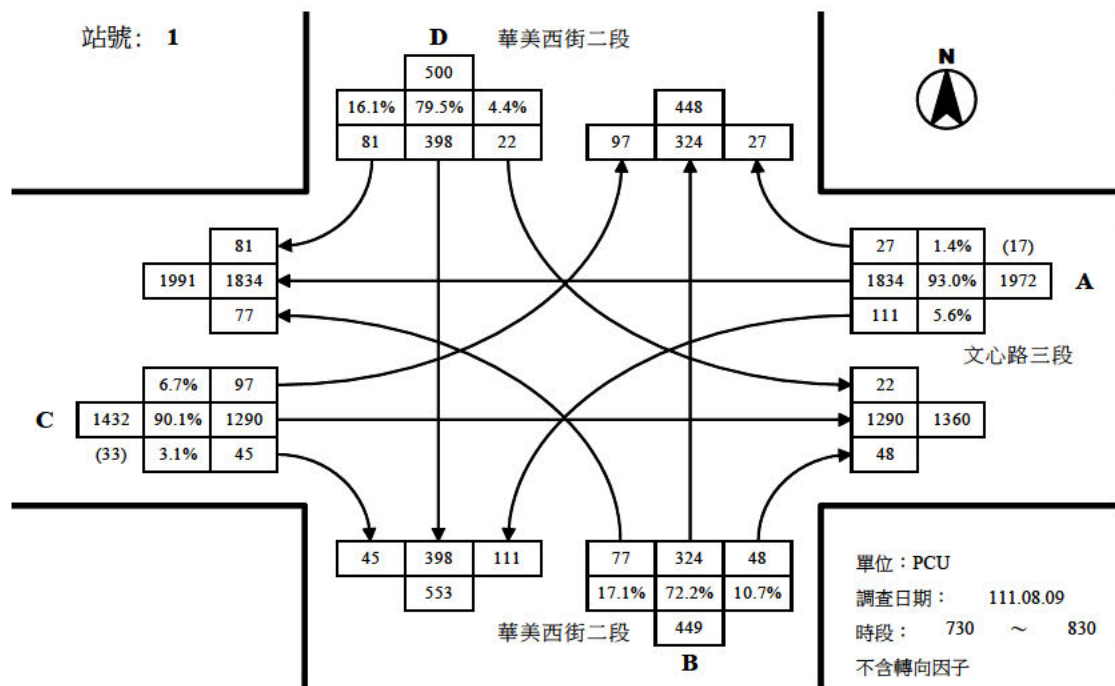 站號: 1
D 華美西街二段
N
500
16.1% 79.5% 4.4%
81 398 22
448
97 324 27
81
1991 1834
77
27 1.4% (17)
1834 93.0% 1972 A
111 5.6%
文心路三段
6.7% 97
C 1432 90.1% 1290
(33) 3.1% 45
22
1290 1360
48
45 398 111
553
77 324 48
17.1% 72.2% 10.7%
449
華美西街二段
B
單位：PCU
調查日期： 111.08.09
時段： 730 ～ 830
不含轉向因子